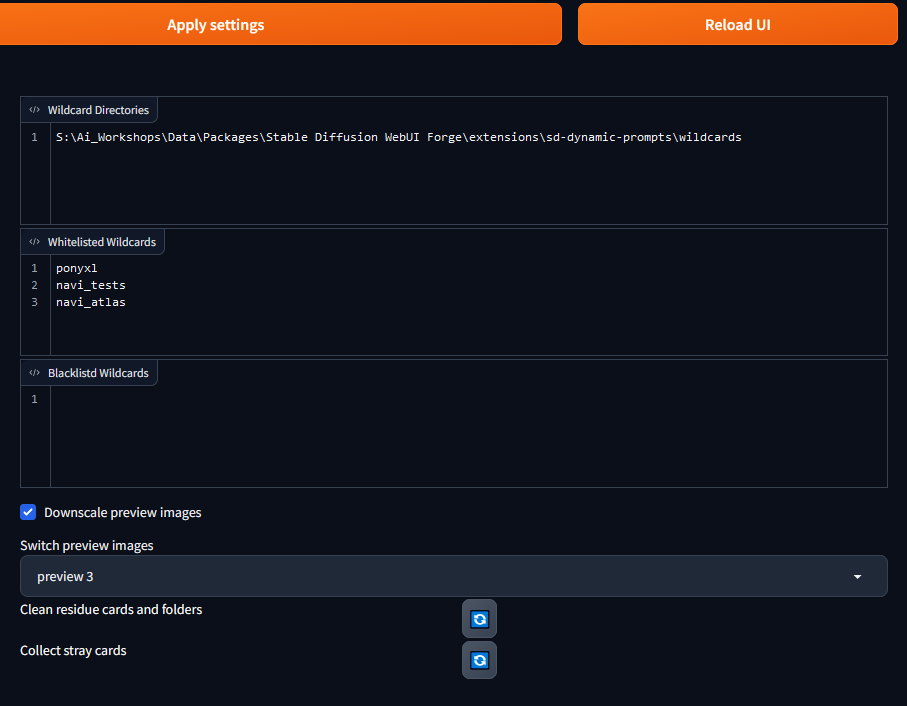 Apply settings
Reload UI
</> Wildcard Directories
1 S:\Ai_Workshops\Data\Packages\Stable Diffusion WebUI Forge\extensions\sd-dynamic-prompts\wildcards
</> Whitelisted Wildcards
1 ponyxl
2 navi_tests
3 navi_atlas
</> Blacklistd Wildcards
1
Downscale preview images
Switch preview images
preview 3
Clean residue cards and folders
Collect stray cards